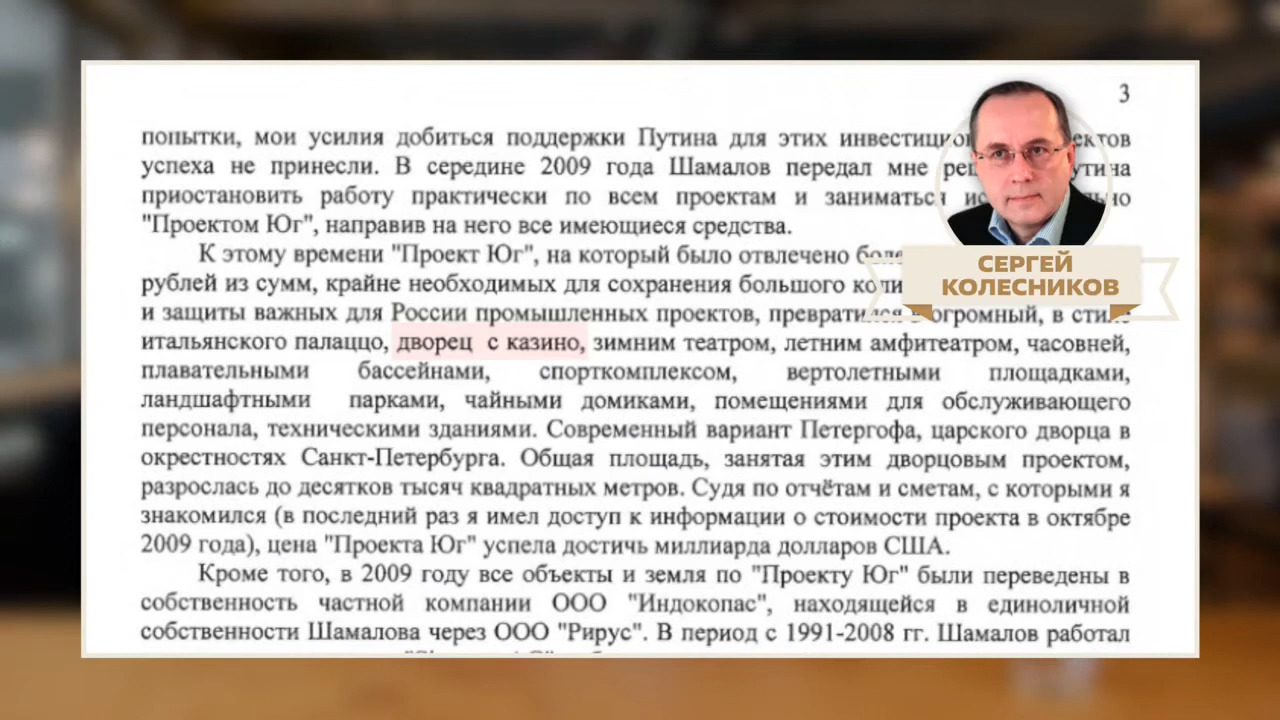 3
попытки, мои усилия добиться поддержки Путина для этих
успеха не принесли. В середине 2009 года Шамалов передал мне
приостановить работу практически по всем проектам и заниматься
"Проектом Юг", направив на него все имеющиеся средства.
К этому времени "Проект Юг", на который было отвлечено
рублей из сумм, крайне необходимых для сохранения большого
и защиты важных для России промышленных проектов, превратился в огромный, в стиле
итальянского палаццо, дворец с казино, зимним театром, летним амфитеатром, часовней,
плавательными бассейнами, спорткомплексом, вертолетными площадками,
ландшафтными парками, чайными домиками, помещениями для обслуживающего
персонала, техническими зданиями. Современный вариант Петергофа, царского дворца в
окрестностях Санкт-Петербурга. Общая площадь, занятая этим дворцовым проектом,
разрослась до десятков тысяч квадратных метров. Судя по отчётам и сметам, с которыми я
знакомился (в последний раз я имел доступ к информации о стоимости проекта в октябре
2009 года), цена "Проекта Юг" успела достичь миллиарда долларов США.
Кроме того, в 2009 году все объекты и земля по "Проекту Юг" были переведены в
собственность частной компании ООО "Индокопас", находящейся в единоличной
собственности Шамалова через ООО "Рирус". В период с 1991-2008 гг. Шамалов работал
СЕРГЕЙ
КОЛЕСНИКОВ